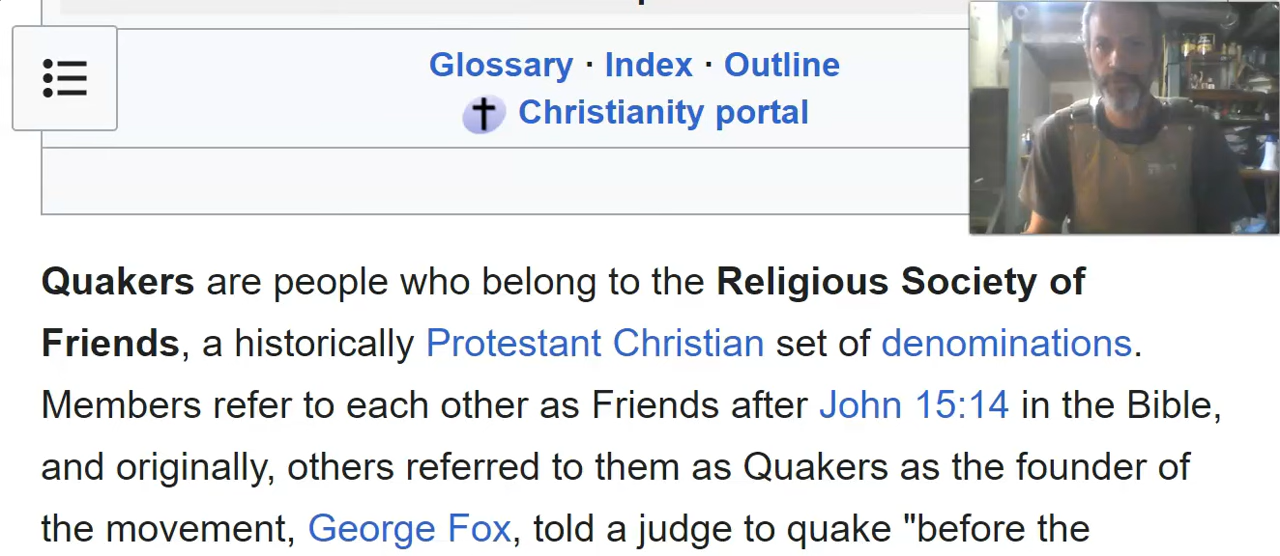 Glossary · Index · Outline
Christianity portal
Quakers are people who belong to the Religious Society of
Friends, a historically Protestant Christian set of denominations.
Members refer to each other as Friends after John 15:14 in the Bible,
and originally, others referred to them as Quakers as the founder of
the movement, George Fox, told a judge to quake "before the